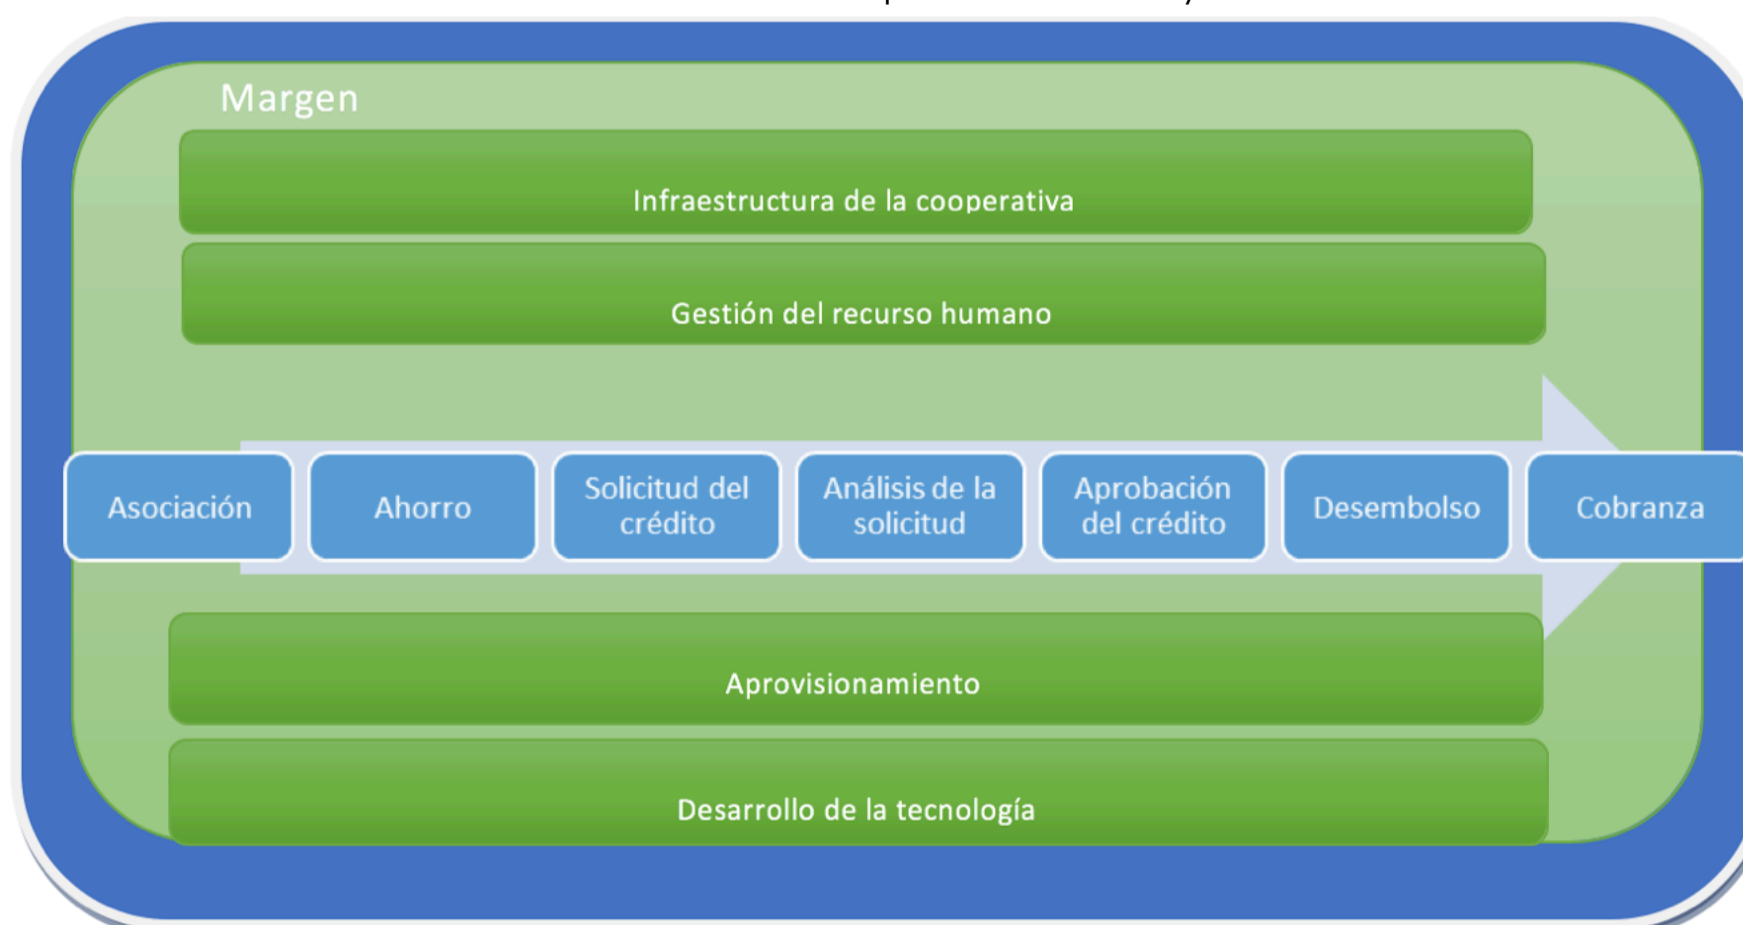 Margen
Infraestructura de la cooperativa
Gestión del recurso humano
Asociación
Ahorro
Solicitud del
crédito
Análisis de la
solicitud
Aprobación
del crédito
Desembolso
Cobranza
Aprovisionamiento
Desarrollo de la tecnología